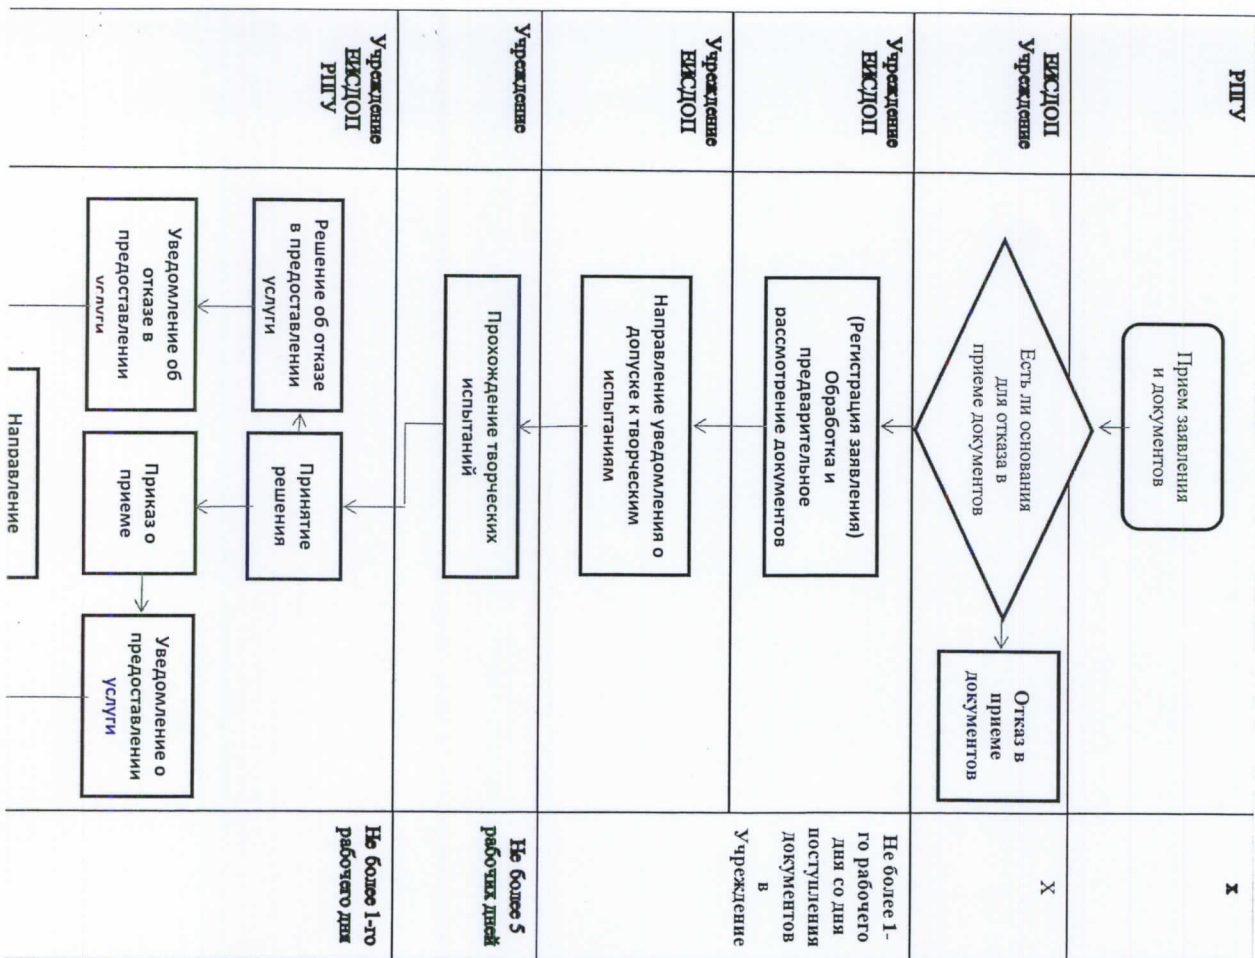 РПГУ
Прием заявления
и документов
х
ЕИСДОП
Учреждение
Есть ли основания
для отказа в
приеме документов
Отказ в
приеме
документов
Х
Учреждение
ЕИСДОП
(Регистрация заявления)
Обработка и
предварительное
рассмотрение документов
Не более 1-
го рабочего
дня со дня
поступления
документов
в
Учреждение
Учреждение
ЕИСДОП
Направление уведомления о
допуске к творческим
испытаниям
Учреждение
Прохождение творческих
испытаний
Не более 5
рабочих дней
Учреждение
ЕИСДОП
РПГУ
Решение об отказе
в предоставлении
услуги
Принятие
решения
Не более 1-го
рабочего дня
Уведомление об
отказе в
предоставлении
услуги
Приказ о
приеме
Уведомление о
предоставлении
услуги
Направление